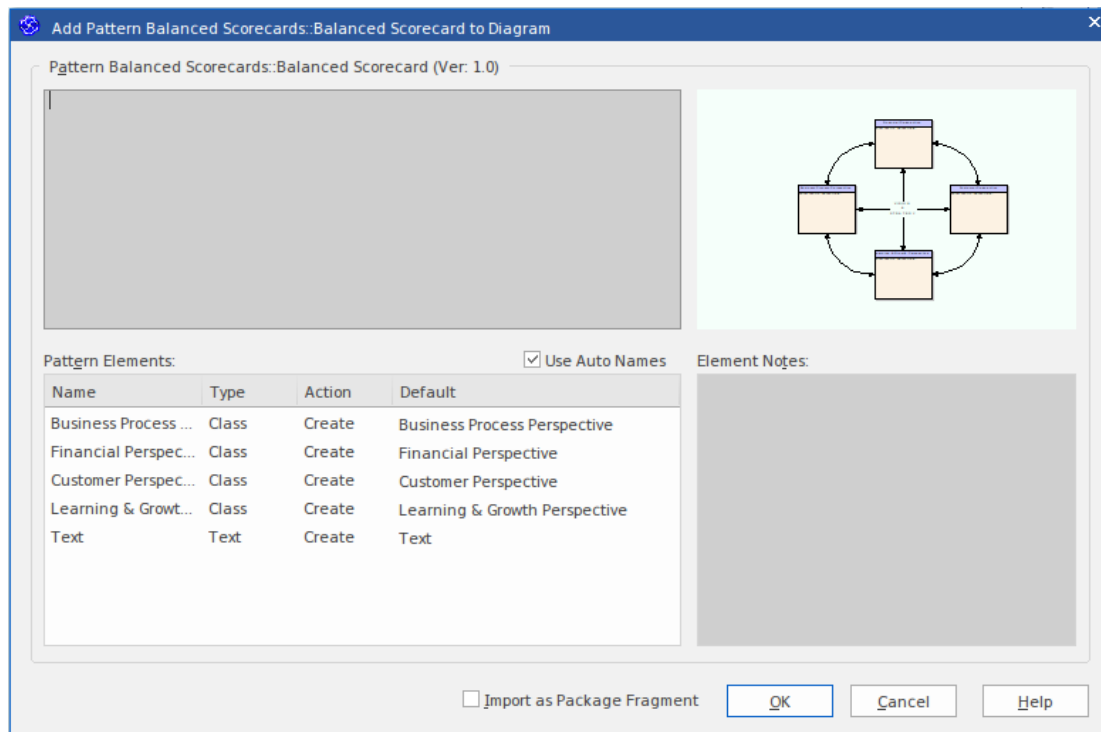 Add Pattern Balanced Scorecards::Balanced Scorecard to Diagram
Pattern Balanced Scorecards::Balanced Scorecard (Ver: 1.0)
Pattern Elements:
Use Auto Names
Element Notes:
Name Type Action Default
Business Process ... Class Create Business Process Perspective
Financial Perspec... Class Create Financial Perspective
Customer Perspec... Class Create Customer Perspective
Learning & Growt... Class Create Learning & Growth Perspective
Text Text Create Text
Import as Package Fragment
OK
Cancel
Help